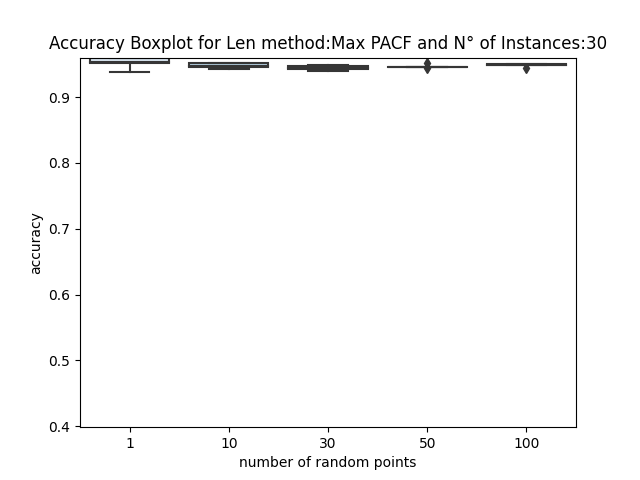 Accuracy Boxplot for Len method:Max PACF and N° of Instances:30
0.9
0.8
0.7
0.6
0.5
0.4
accuracy
1 10 30 50 100
number of random points